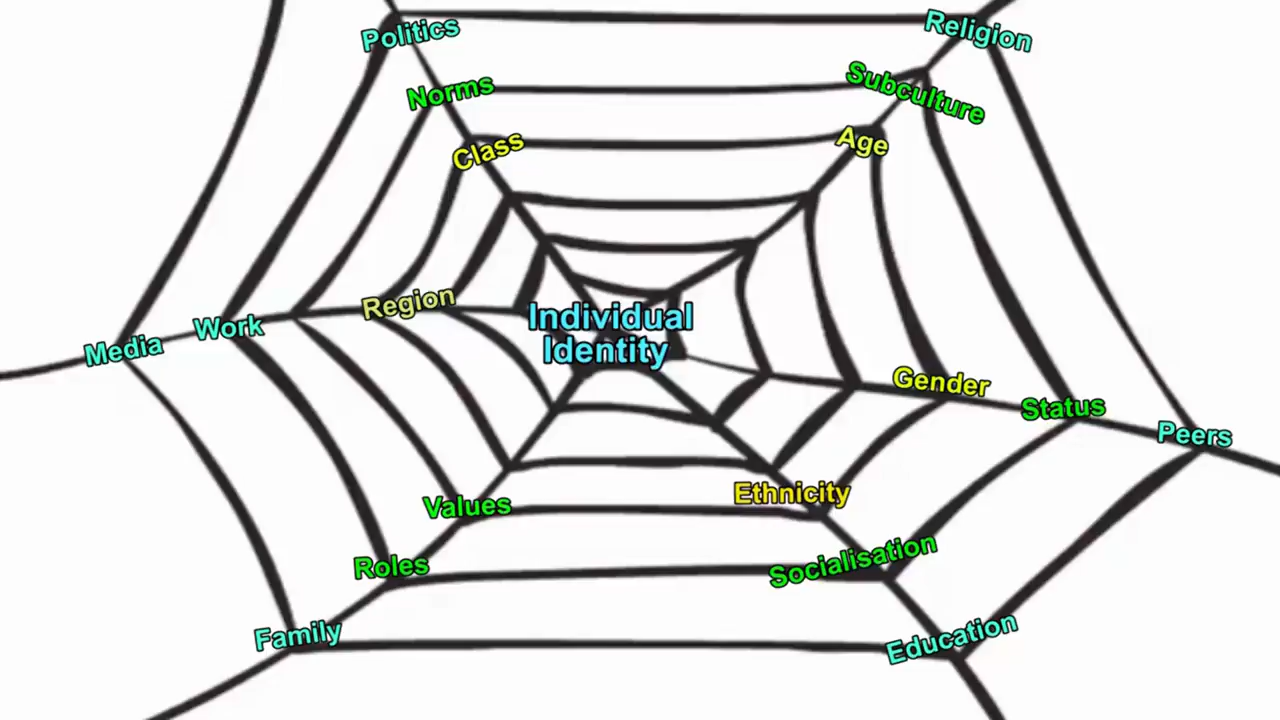 Politics
Religion
Norms
Subculture
Class
Age
Region
Individual
Identity
Work
Media
Gender
Status
Peers
Values
Ethnicity
Roles
Socialisation
Family
Education